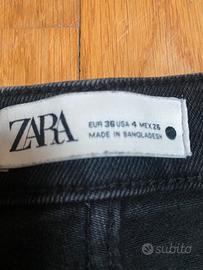 ZARA
EUR 36 USA 4 MEX 26
MADE IN BANGLADESH
subito